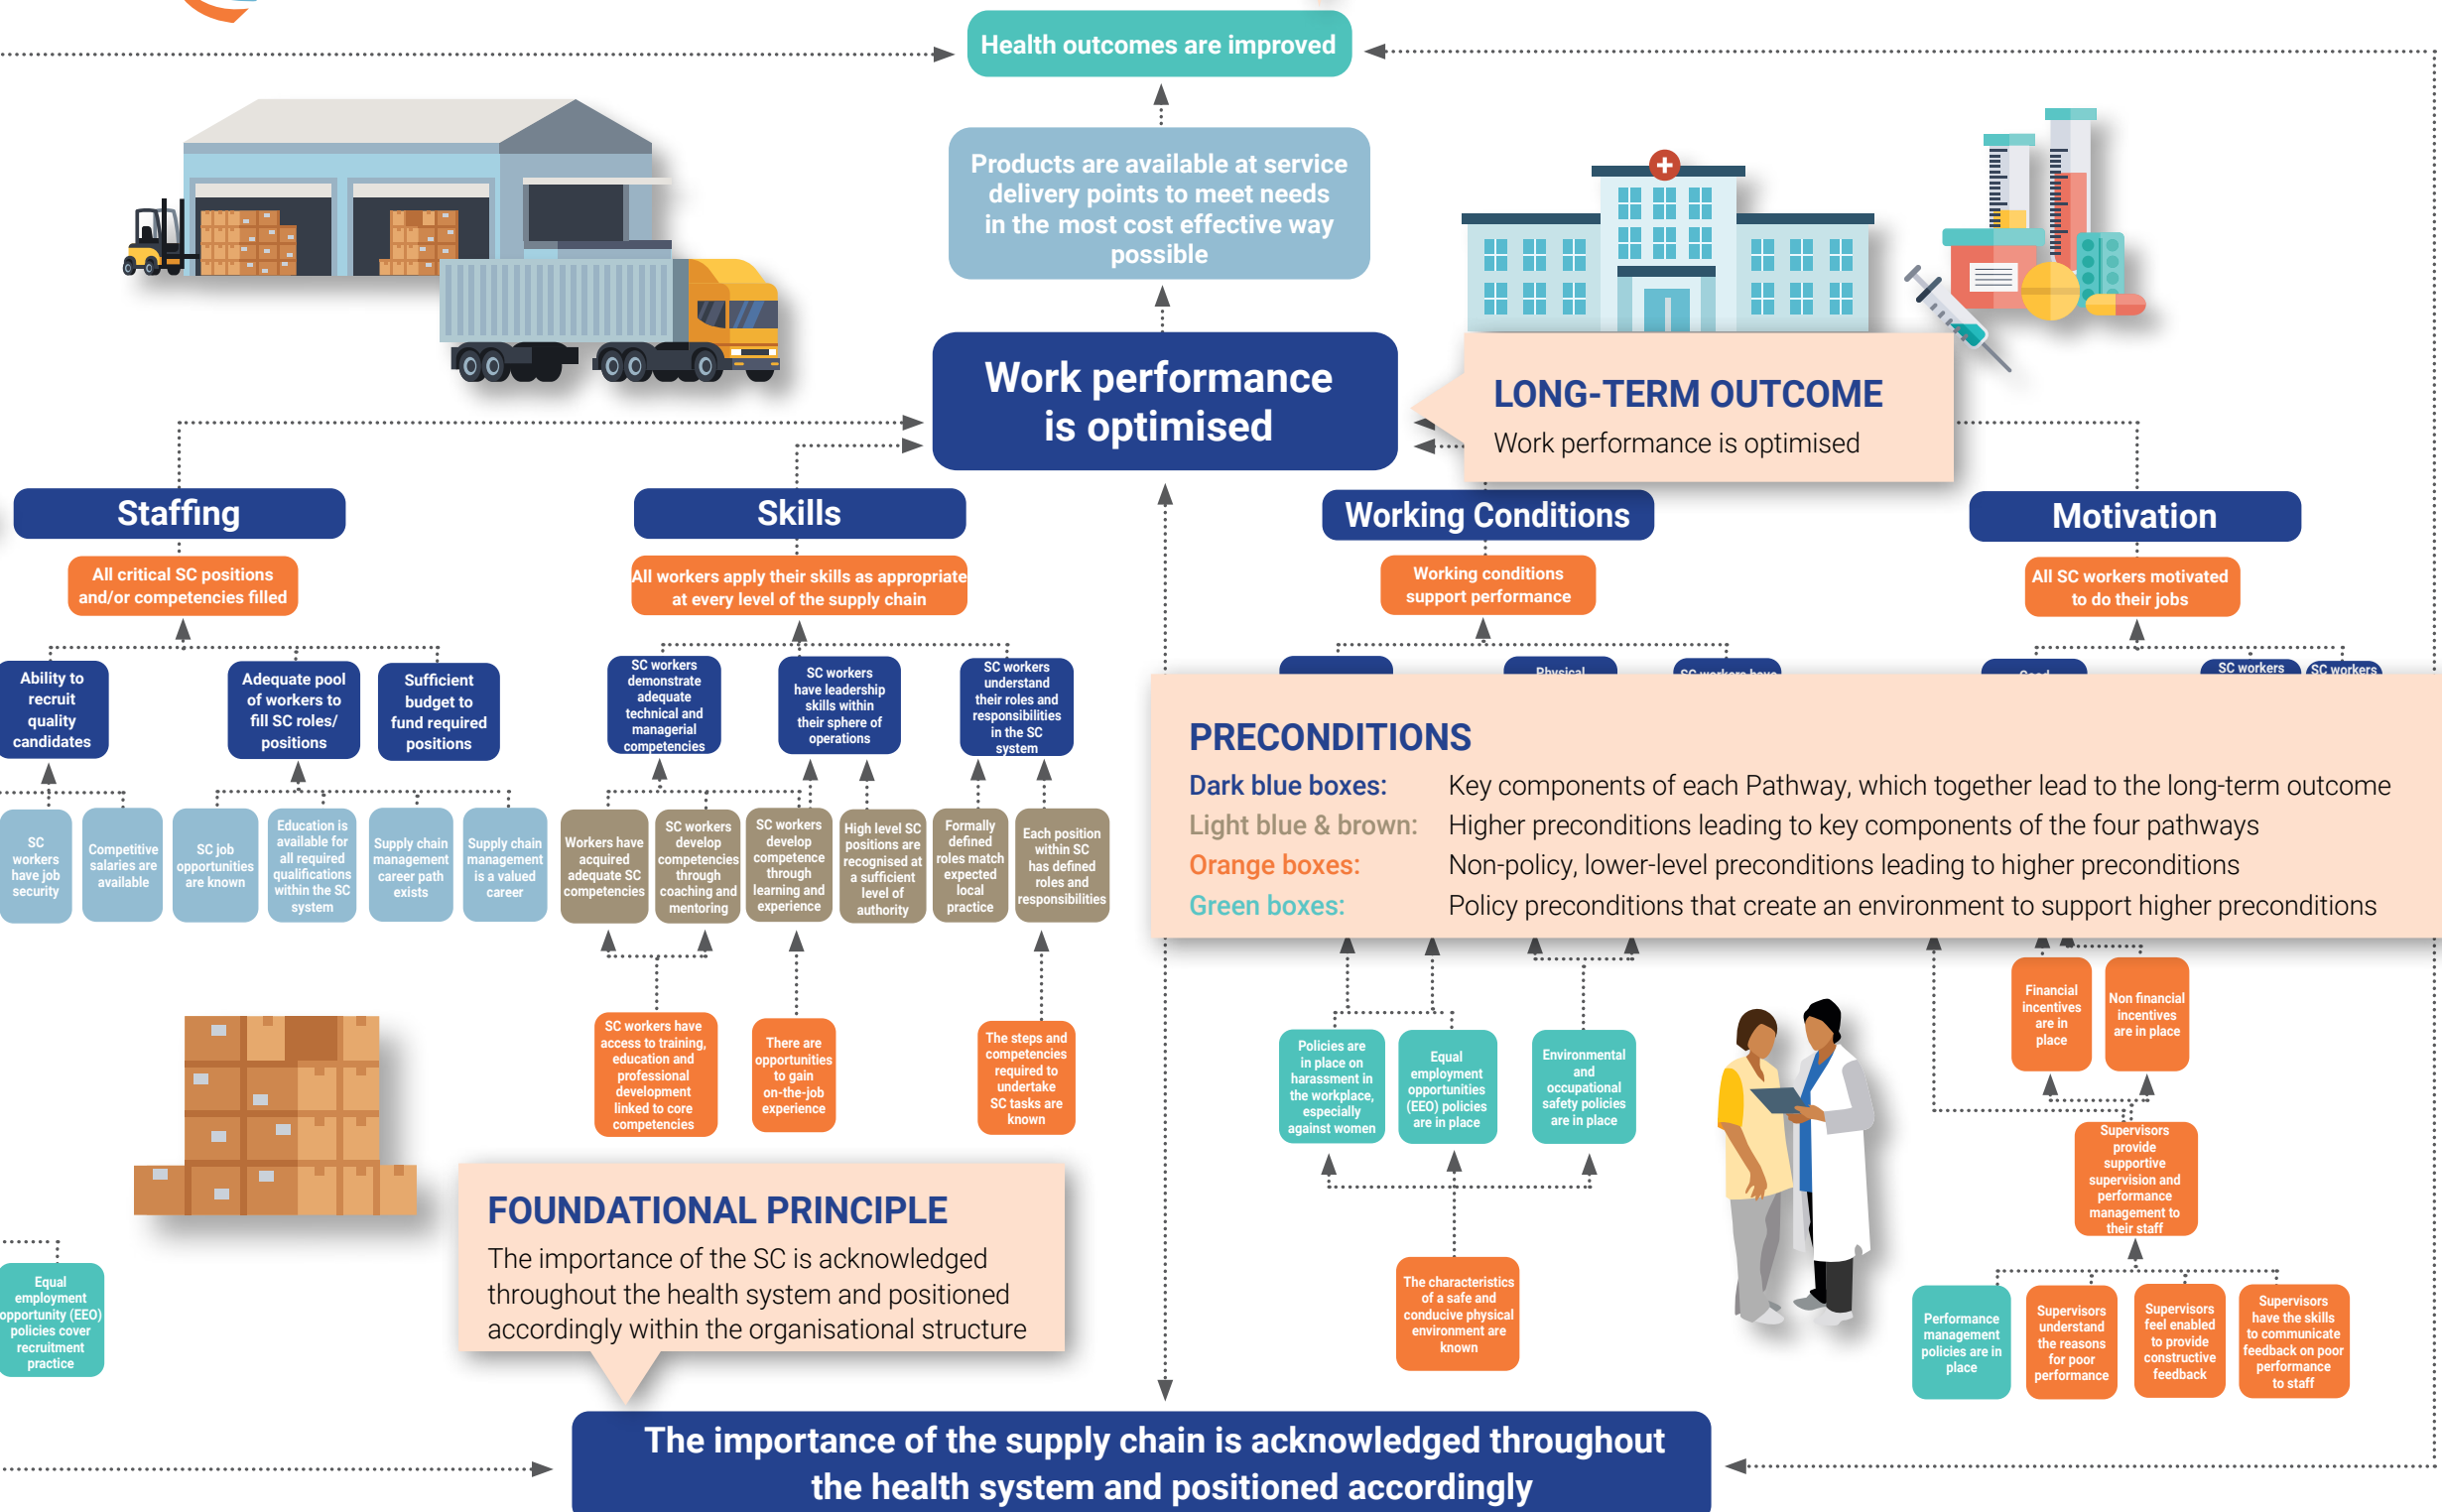 Health outcomes are improved
Products are available at service
delivery points to meet needs
in the most cost effective way
possible
Work performance
is optimised
LONG-TERM OUTCOME
Work performance is optimised
Staffing
Skills
Working Conditions
Motivation
All critical SC positions
and/or competencies filled
All workers apply their skills as appropriate
at every level of the supply chain
Working conditions
support performance
All SC workers motivated
to do their jobs
Ability to
recruit
quality
candidates
Adequate pool
of workers to
fill SC roles/
positions
Sufficient
budget to
fund required
positions
SC workers
demonstrate
adequate
technical and
managerial
competencies
SC workers
have leadership
skills within
their sphere of
operations
SC workers
understand
their roles and
responsibilities
in the SC
system
Physical
SC workers have
Good
SC workers
SC workers
PRECONDITIONS
Dark blue boxes: Key components of each Pathway, which together lead to the long-term outcome
Light blue & brown: Higher preconditions leading to key components of the four pathways
Orange boxes: Non-policy, lower-level preconditions leading to higher preconditions
Green boxes: Policy preconditions that create an environment to support higher preconditions
SC
workers
have job
security
Competitive
salaries are
available
SC job
opportunities
are known
Education is
available for
all required
qualifications
within the SC
system
Supply chain
management
career path
exists
Supply chain
management
is a valued
career
Workers have
acquired
adequate SC
competencies
SC workers
develop
competencies
through
coaching and
mentoring
SC workers
develop
competence
through
learning and
experience
High level SC
positions are
recognised at
a sufficient
level of
authority
Formally
defined
roles match
expected
local
practice
Each position
within SC
has defined
roles and
responsibilities
SC workers have
access to training,
education and
professional
development
linked to core
competencies
There are
opportunities
to gain
on-the-job
experience
The steps and
competencies
required to
undertake
SC tasks are
known
Policies are
in place on
harassment in
the workplace,
especially
against women
Equal
employment
opportunities
(EEO) policies
are in place
Environmental
and
occupational
safety policies
are in place
Financial
incentives
are in
place
Non financial
incentives
are in place
Supervisors
provide
supportive
supervision and
performance
management to
their staff
FOUNDATIONAL PRINCIPLE
The importance of the SC is acknowledged
throughout the health system and positioned
accordingly within the organisational structure
Equal
employment
opportunity (EEO)
policies cover
recruitment
practice
The characteristics
of a safe and
conducive physical
environment are
known
Performance
management
policies are in
place
Supervisors
understand
the reasons
for poor
performance
Supervisors
feel enabled
to provide
constructive
feedback
Supervisors
have the skills
to communicate
feedback on poor
performance
to staff
The importance of the supply chain is acknowledged throughout
the health system and positioned accordingly